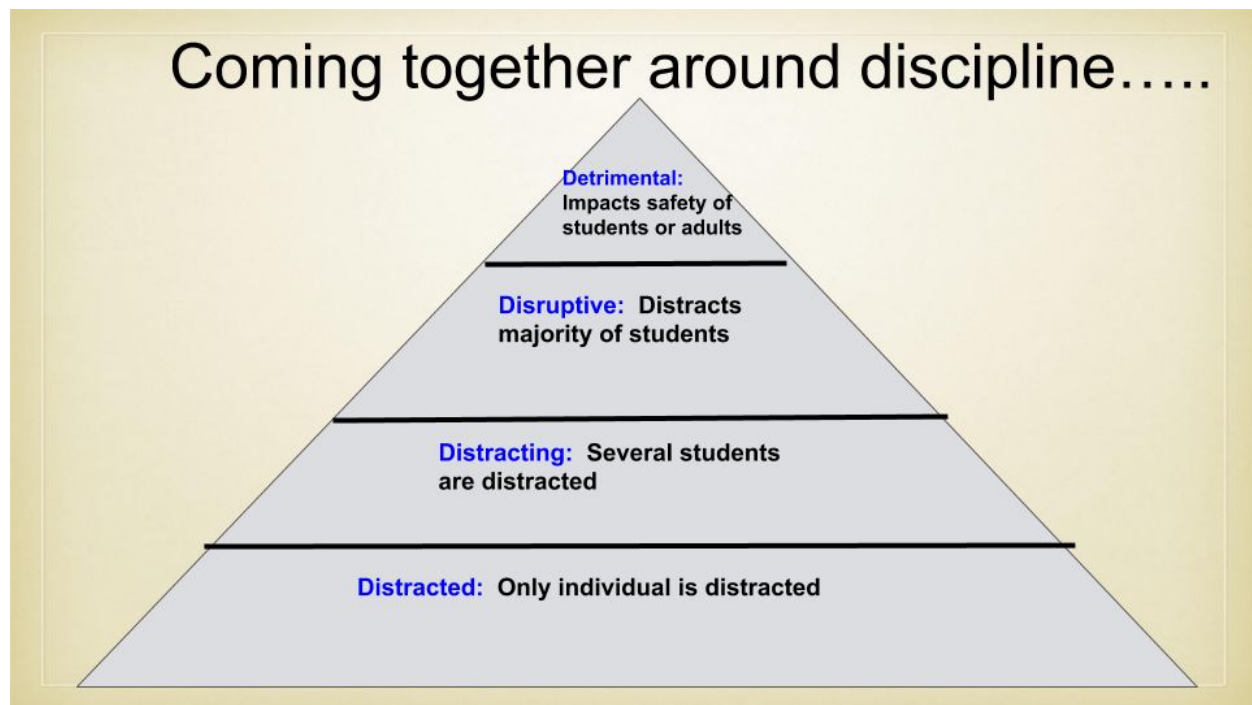 Coming together around discipline…..
Detrimental:
Impacts safety of
students or adults
Disruptive:  Distracts
majority of students
Distracting:  Several students
are distracted
Distracted:  Only individual is distracted